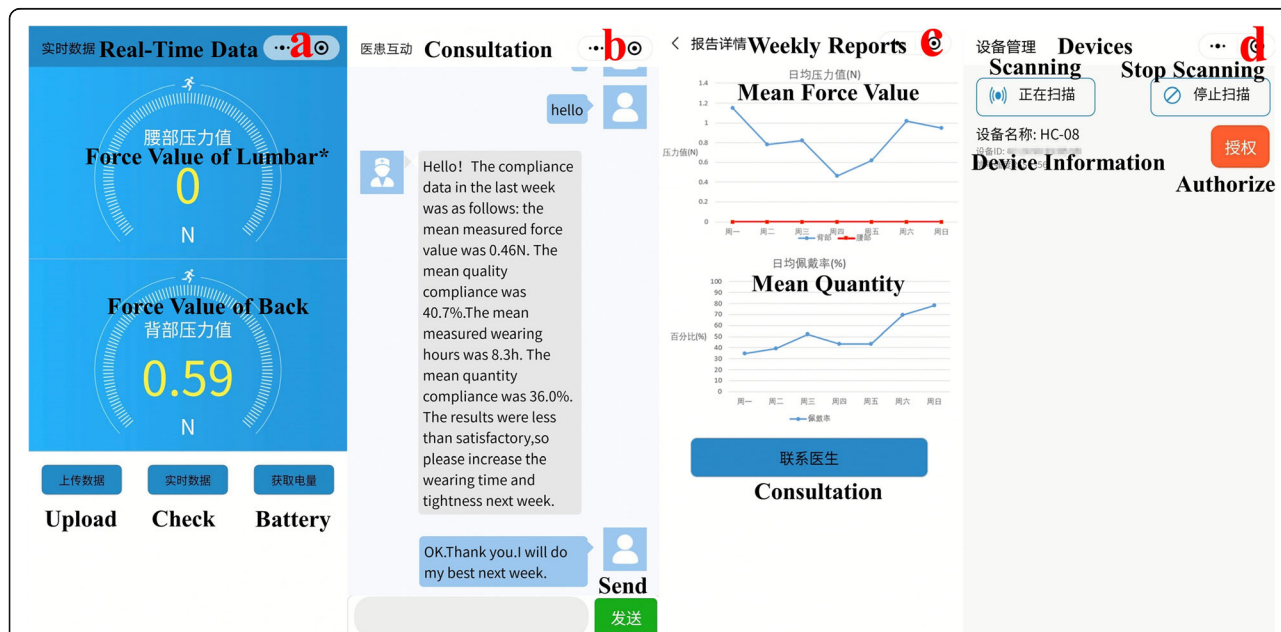 实时数据 Real-Time Data a
腰部压力值
Force Value of Lumbar*
0
N
Force Value of Back
背部压力值
0.59
N
上传数据 实时数据 获取电量
Upload Check Battery
医患互动 Consultation b
hello
Hello! The compliance
data in the last week
was as follows: the
mean measured force
value was 0.46N. The
mean quality
compliance was
40.7%.The mean
measured wearing
hours was 8.3h. The
mean quantity
compliance was 36.0%.
The results were less
than satisfactory,so
please increase the
wearing time and
tightness next week.
OK.Thank you.I will do
my best next week.
Send
发送
报告详情 Weekly Reports c
日均压力值(N)
Mean Force Value
1.4
1.2
1
0.8
压力值(N)
0.6
0.4
0.2
0
周一 周二 周三 周四 周五 周六 周日
背部 腰部
日均佩戴率(%)
Mean Quantity
100
90
80
70
60
百分比(%) 50
40
30
20
10
0
周一 周二 周三 周四 周五 周六 周日
佩戴率
联系医生
Consultation
设备管理 Devices d
Scanning Stop Scanning
正在扫描 停止扫描
设备名称: HC-08
设备ID:
Device Information
授权
Authorize